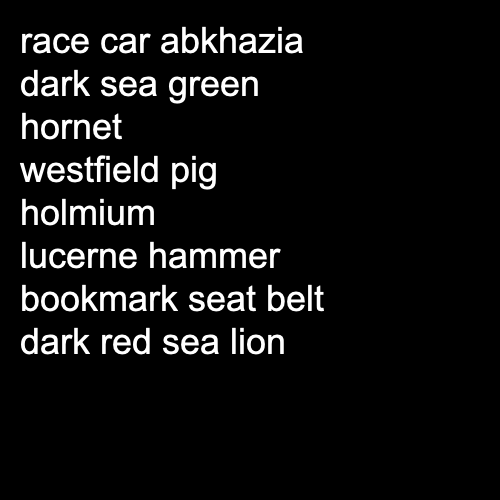 race car abkhazia
dark sea green
hornet
westfield pig
holmium
lucerne hammer
bookmark seat belt
dark red sea lion